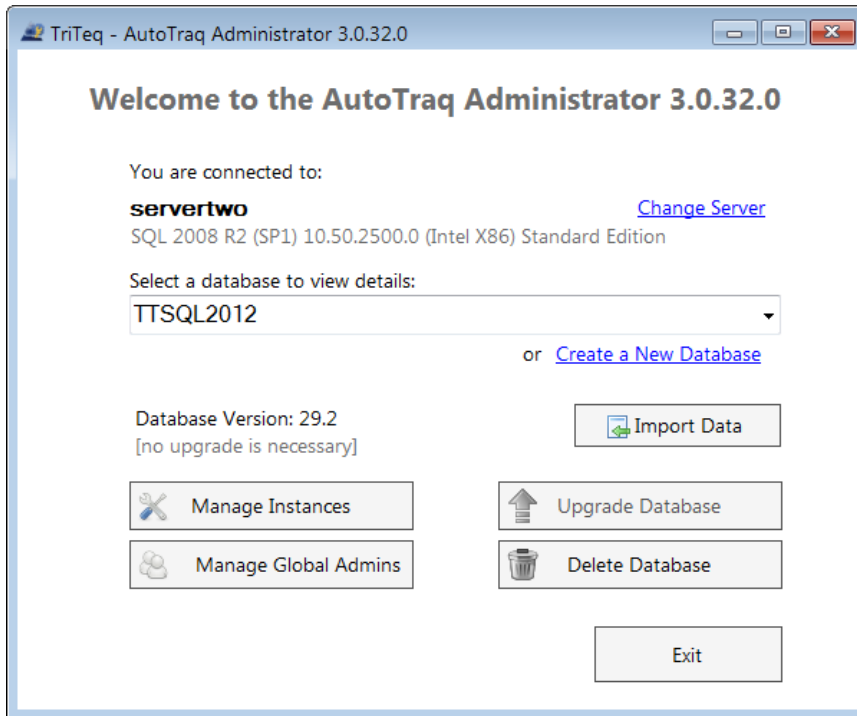 TriTeq - AutoTraq Administrator 3.0.32.0
Welcome to the AutoTraq Administrator 3.0.32.0
You are connected to:
servertwo Change Server
SQL 2008 R2 (SP1) 10.50.2500.0 (Intel X86) Standard Edition
Select a database to view details:
TTSQL2012
or Create a New Database
Database Version: 29.2
[no upgrade is necessary]
Import Data
Manage Instances
Upgrade Database
Manage Global Admins
Delete Database
Exit